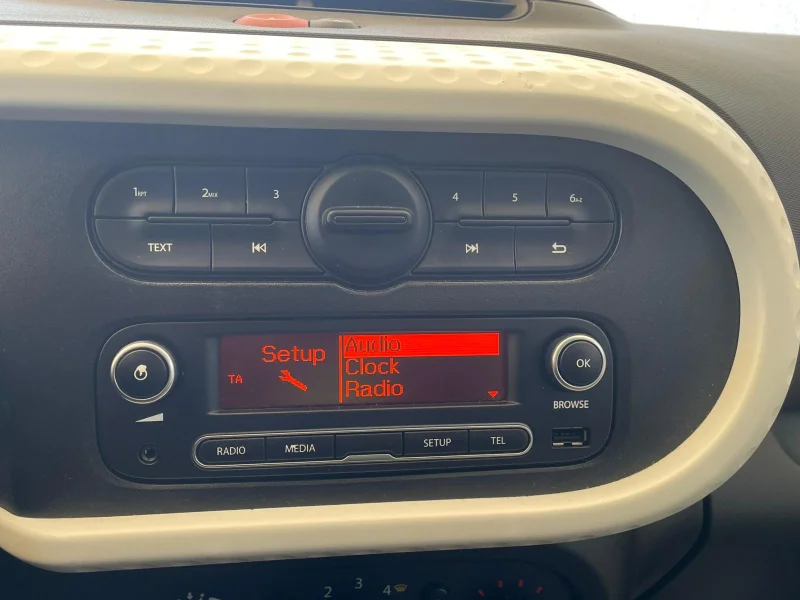 1RPT 2MIX 3 4 5 6A-Z
TEXT
Setup
TA
Audio
Clock
Radio
OK
BROWSE
RADIO MEDIA SETUP TEL
2 3 4